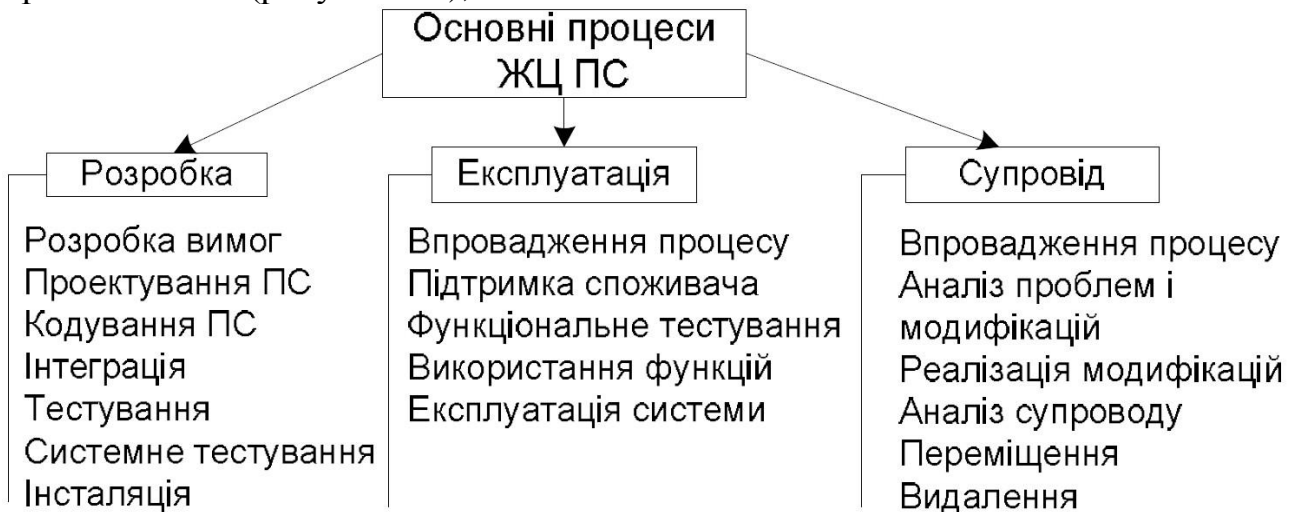 Основні процеси
ЖЦ ПС
Розробка
Експлуатація
Супровід
Розробка вимог
Проектування ПС
Кодування ПС
Інтеграція
Тестування
Системне тестування
Інсталяція
Впровадження процесу
Підтримка споживача
Функціональне тестування
Використання функцій
Експлуатація системи
Впровадження процесу
Аналіз проблем і
модифікацій
Реалізація модифікацій
Аналіз супроводу
Переміщення
Видалення